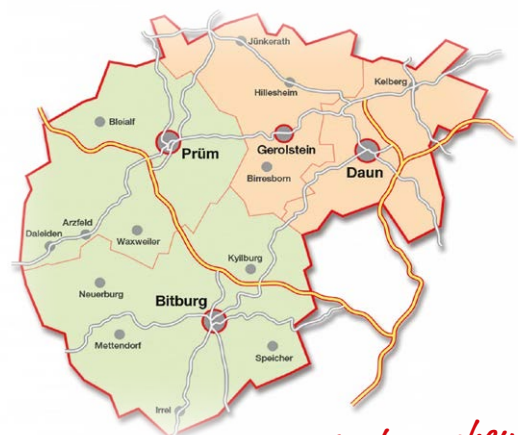 Jünkerath
Kelberg
Hillesheim
Bleialf
Prüm
Gerolstein
Daun
Birresborn
Arzfeld
Daleiden
Waxweiler
Kyllburg
Neuerburg
Bitburg
Mettendorf
Speicher
Irrel